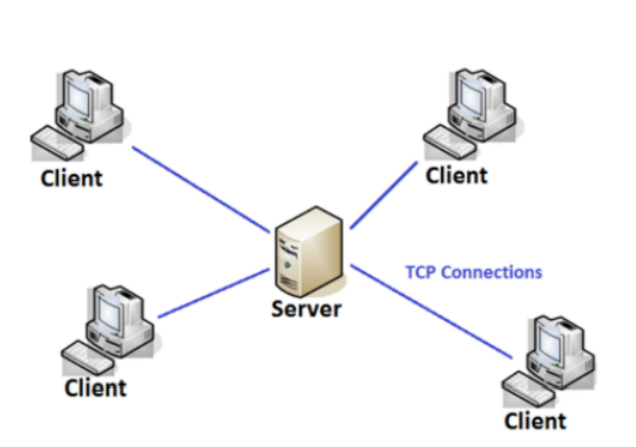 Client
Client
TCP Connections
Server
Client
Client